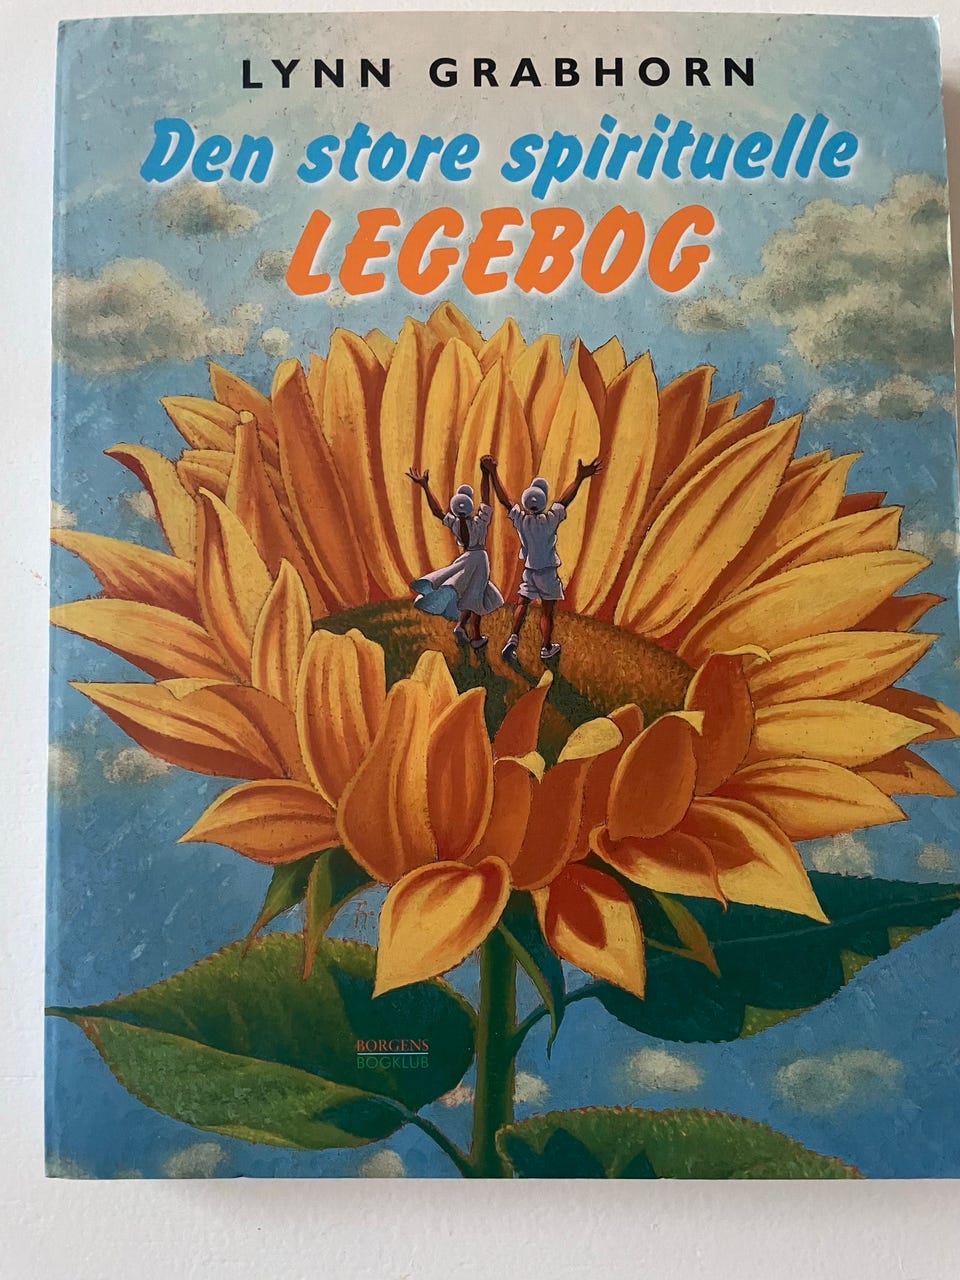 LYNN GRABHORN
Den store spirituelle
LEGEBOG
BORGENS
BOGKLUB